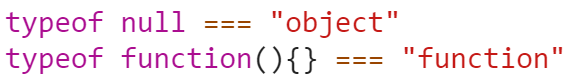 typeof null === "object"
typeof function(){} === "function"